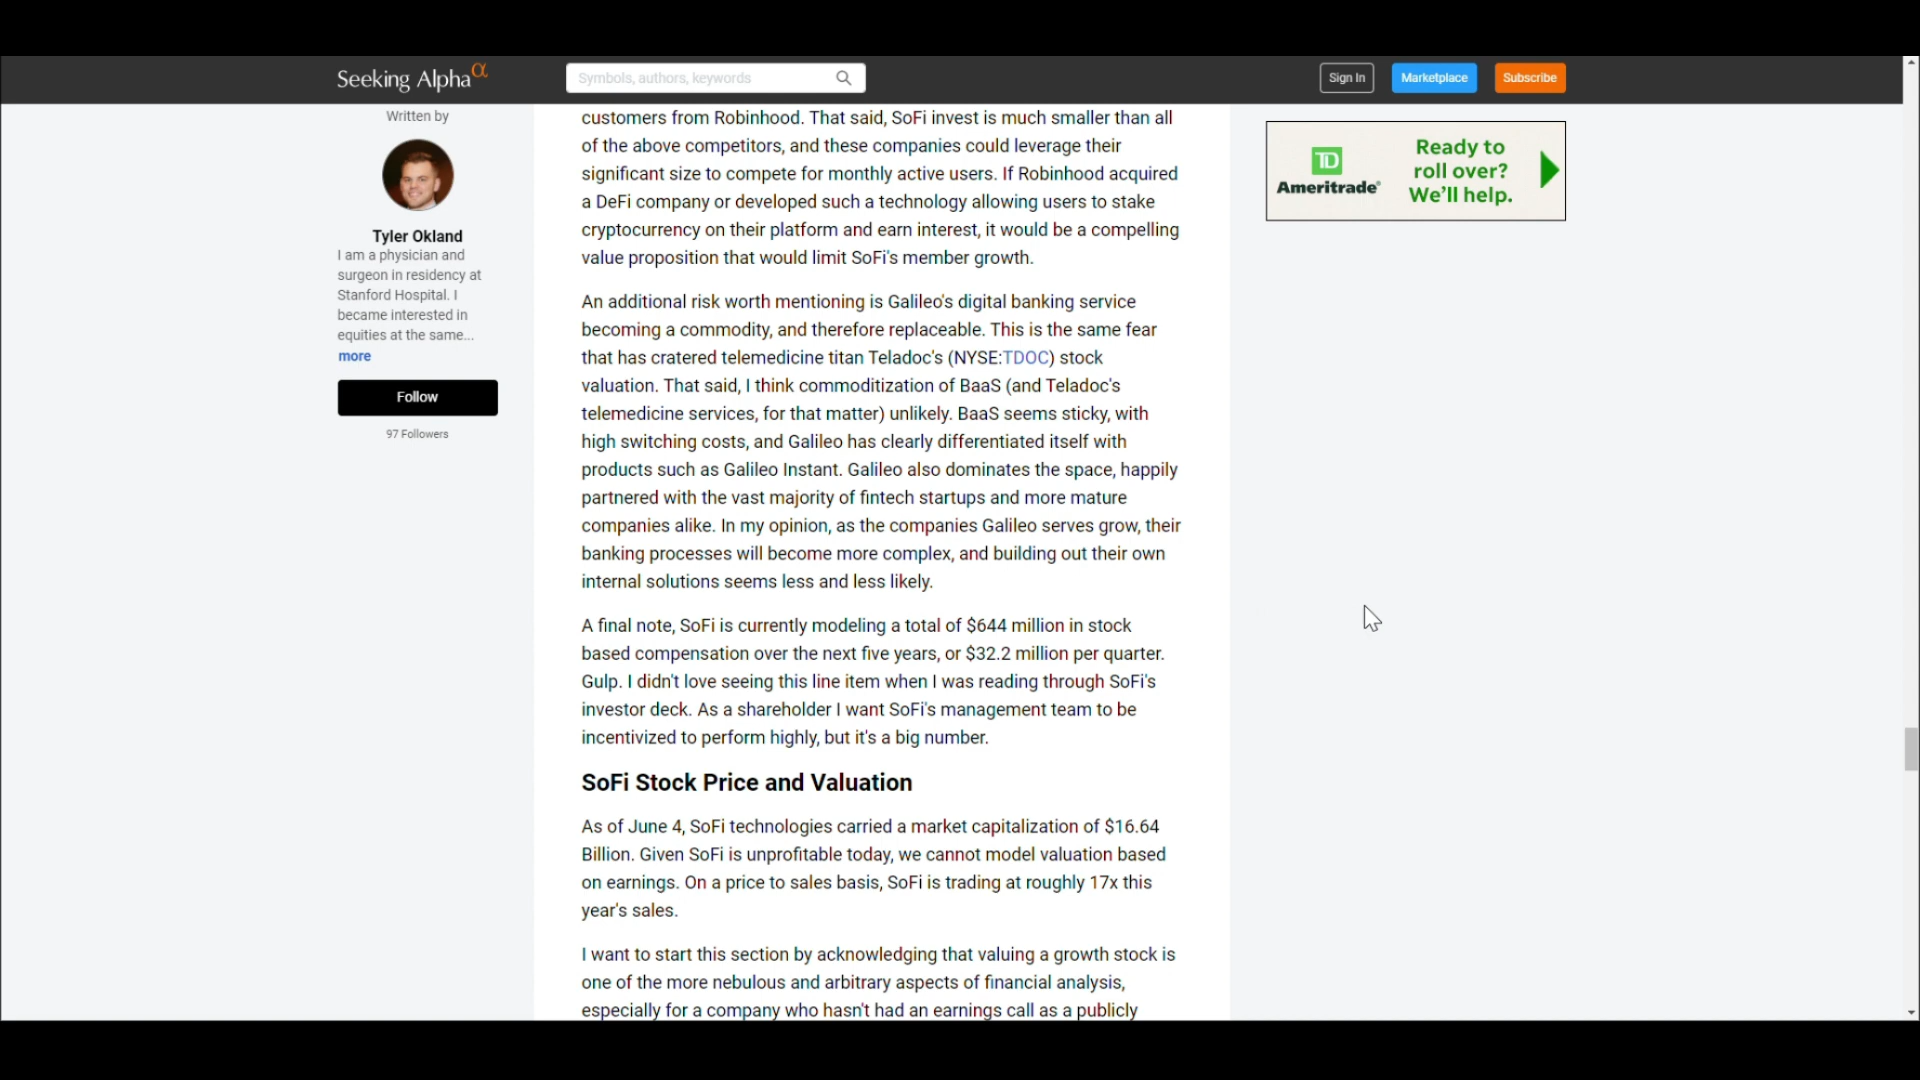 Seeking Alpha α
Symbols, authors, keywords
Sign In
Marketplace
Subscribe
Written by
Tyler Okland
I am a physician and
surgeon in residency at
Stanford Hospital. I
became interested in
equities at the same...
more
Follow
97 Followers
customers from Robinhood. That said, SoFi invest is much smaller than all
of the above competitors, and these companies could leverage their
significant size to compete for monthly active users. If Robinhood acquired
a DeFi company or developed such a technology allowing users to stake
cryptocurrency on their platform and earn interest, it would be a compelling
value proposition that would limit SoFi's member growth.
An additional risk worth mentioning is Galileo's digital banking service
becoming a commodity, and therefore replaceable. This is the same fear
that has cratered telemedicine titan Teladoc's (NYSE:TDOC) stock
valuation. That said, I think commoditization of BaaS (and Teladoc's
telemedicine services, for that matter) unlikely. BaaS seems sticky, with
high switching costs, and Galileo has clearly differentiated itself with
products such as Galileo Instant. Galileo also dominates the space, happily
partnered with the vast majority of fintech startups and more mature
companies alike. In my opinion, as the companies Galileo serves grow, their
banking processes will become more complex, and building out their own
internal solutions seems less and less likely.
A final note, SoFi is currently modeling a total of $644 million in stock
based compensation over the next five years, or $32.2 million per quarter.
Gulp. I didn't love seeing this line item when I was reading through SoFi's
investor deck. As a shareholder I want SoFi's management team to be
incentivized to perform highly, but it's a big number.
SoFi Stock Price and Valuation
As of June 4, SoFi technologies carried a market capitalization of $16.64
Billion. Given SoFi is unprofitable today, we cannot model valuation based
on earnings. On a price to sales basis, SoFi is trading at roughly 17x this
year's sales.
I want to start this section by acknowledging that valuing a growth stock is
one of the more nebulous and arbitrary aspects of financial analysis,
especially for a company who hasn't had an earnings call as a publicly
TD
Ameritrade®
Ready to
roll over?
We'll help.